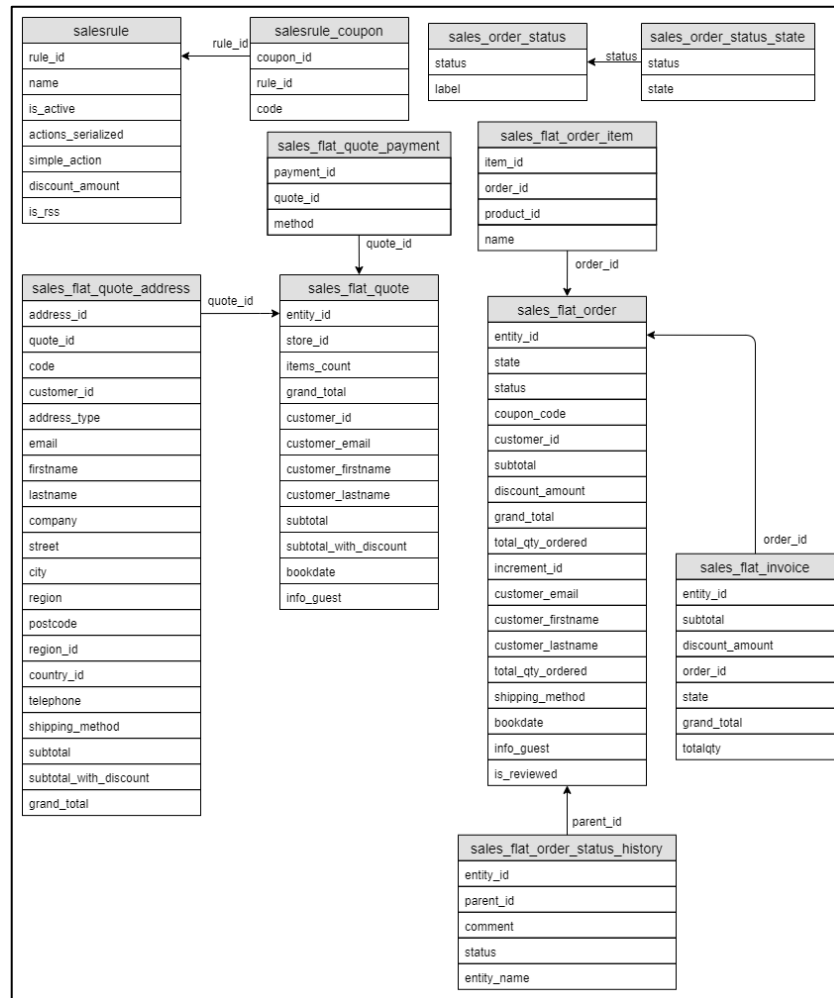 salesrule
rule_id
name
is_active
actions_serialized
simple_action
discount_amount
is_rss
rule_id
salesrule_coupon
coupon_id
rule_id
code
sales_order_status
status
label
status
sales_order_status_state
status
state
sales_flat_quote_payment
payment_id
quote_id
method
quote_id
sales_flat_order_item
item_id
order_id
product_id
name
order_id
sales_flat_quote_address
address_id
quote_id
code
customer_id
address_type
email
firstname
lastname
company
street
city
region
postcode
region_id
country_id
telephone
shipping_method
subtotal
subtotal_with_discount
grand_total
quote_id
sales_flat_quote
entity_id
store_id
items_count
grand_total
customer_id
customer_email
customer_firstname
customer_lastname
subtotal
subtotal_with_discount
bookdate
info_guest
sales_flat_order
entity_id
state
status
coupon_code
customer_id
subtotal
discount_amount
grand_total
total_qty_ordered
increment_id
customer_email
customer_firstname
customer_lastname
total_qty_ordered
shipping_method
bookdate
info_guest
is_reviewed
order_id
sales_flat_invoice
entity_id
subtotal
discount_amount
order_id
state
grand_total
totalqty
parent_id
sales_flat_order_status_history
entity_id
parent_id
comment
status
entity_name